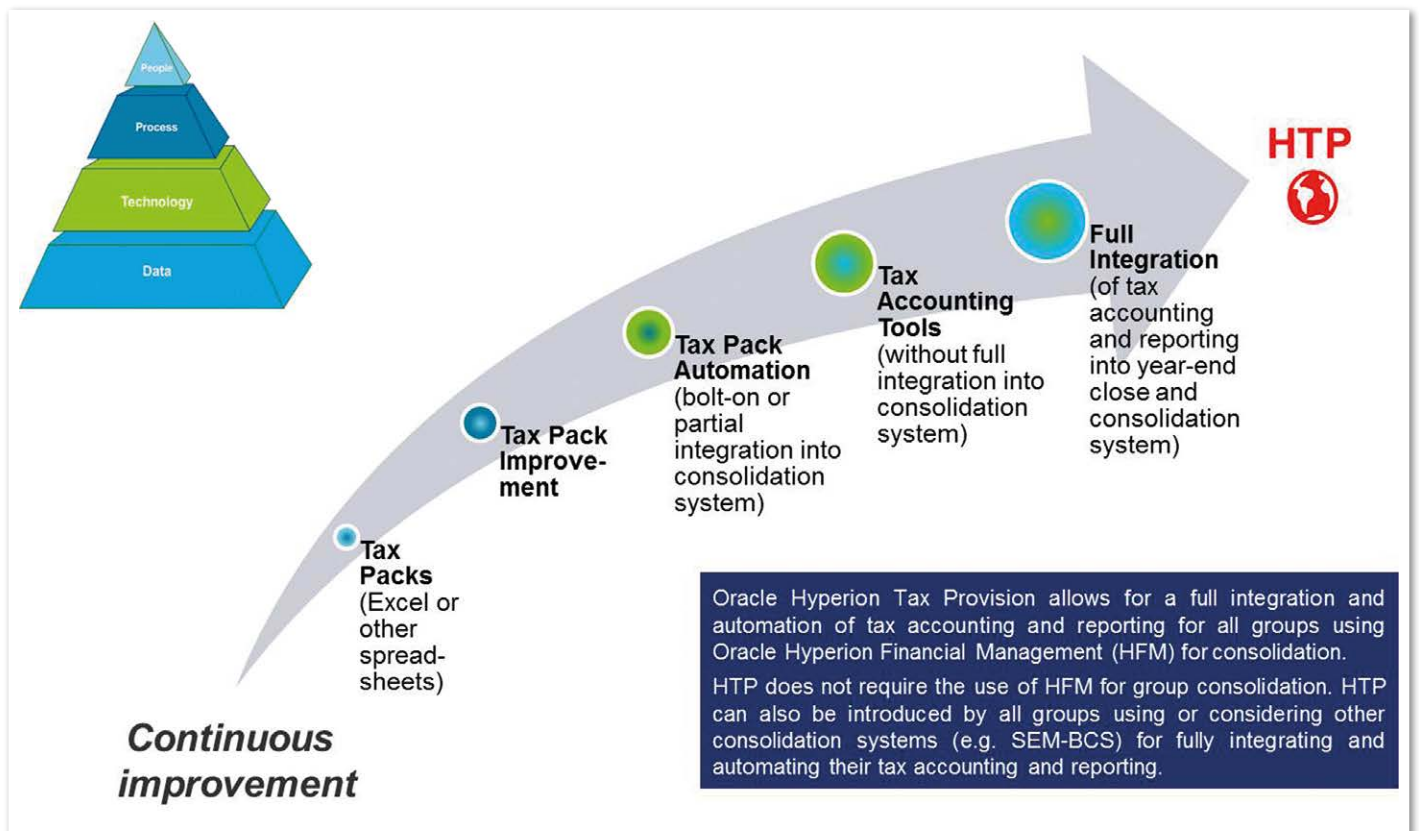 People
Process
Technology
Data
HTP
Full
Integration
(of tax
accounting
and reporting
into year-end
close and
consolidation
system)
Tax
Accounting
Tools
(without full
integration into
consolidation
system)
Tax Pack
Automation
(bolt-on or
partial
integration into
consolidation
system)
Tax Pack
Improve-
ment
Tax
Packs
(Excel or
other
spread-
sheets)
Continuous
improvement
Oracle Hyperion Tax Provision allows for a full integration and
automation of tax accounting and reporting for all groups using
Oracle Hyperion Financial Management (HFM) for consolidation.
HTP does not require the use of HFM for group consolidation. HTP
can also be introduced by all groups using or considering other
consolidation systems (e.g. SEM-BCS) for fully integrating and
automating their tax accounting and reporting.